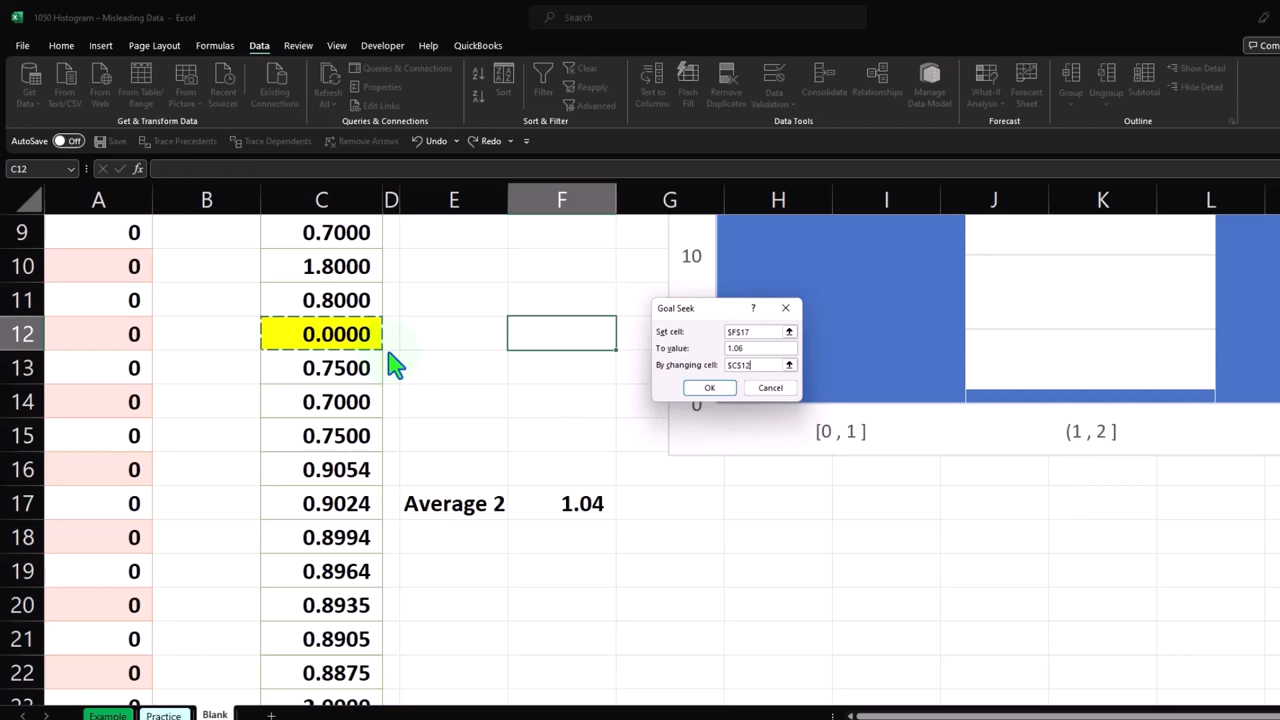 1050 Histogram – Misleading Data - Excel
Search
File Home Insert Page Layout Formulas Data Review View Developer Help QuickBooks
Get Data
From Text/CSV
From Web
From Table/ Range
From Picture
Recent Sources
Existing Connections
Get & Transform Data
Refresh All
Queries & Connections
Properties
Edit Links
Queries & Connections
Sort
Filter
Clear
Reapply
Advanced
Sort & Filter
Text to Columns
Flash Fill
Remove Duplicates
Data Validation
Consolidate
Relationships
Manage Data Model
Data Tools
What-If Analysis
Forecast Sheet
Forecast
Group
Ungroup
Subtotal
Show Detail
Hide Detail
Outline
AutoSave Off Save Trace Precedents Trace Dependents Remove Arrows Undo Redo
C12 fx
A B C D E F G H I J K L
9 0 0.7000
10 0 1.8000
11 0 0.8000
12 0 0.0000
13 0 0.7500
14 0 0.7000
15 0 0.7500
16 0 0.9054
17 0 0.9024 Average 2 1.04
18 0 0.8994
19 0 0.8964
20 0 0.8935
21 0 0.8905
22 0 0.8875
10
0
[0 , 1 ] (1 , 2 ]
Goal Seek ?
Set cell: $F$17
To value: 1.06
By changing cell: $C$12
OK Cancel
Example Practice Blank